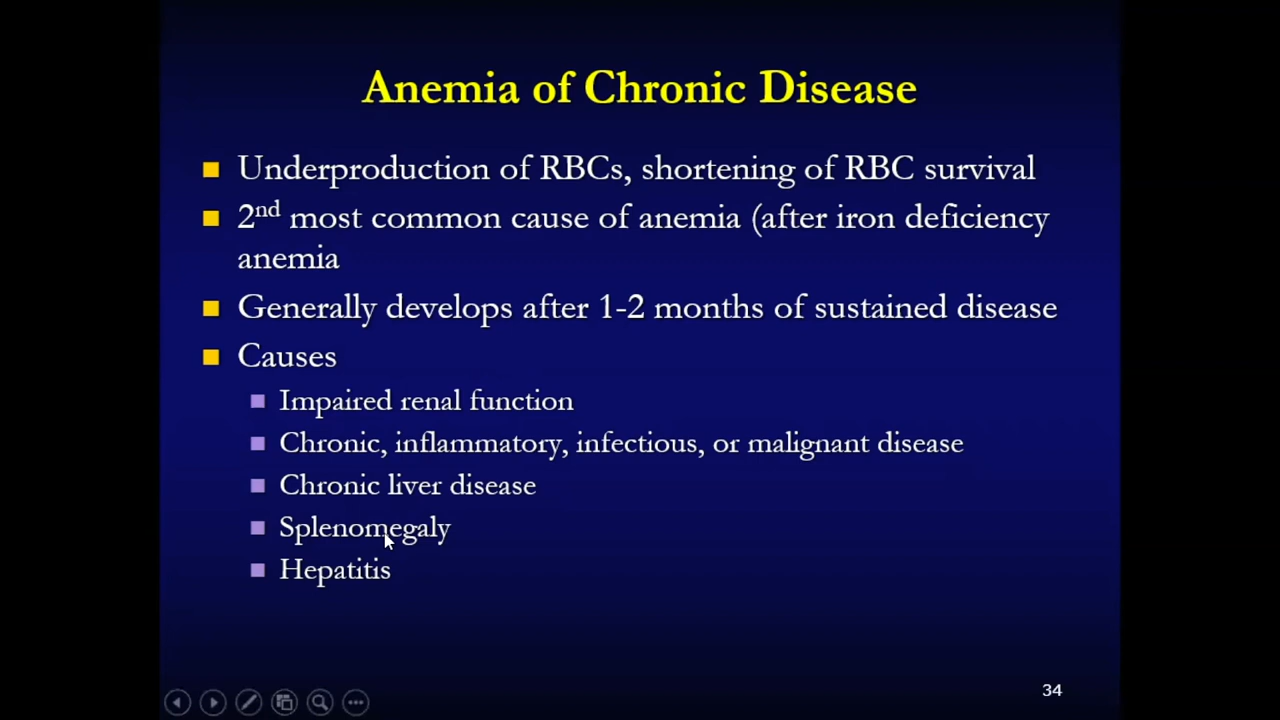 Anemia of Chronic Disease
Underproduction of RBCs, shortening of RBC survival
2nd most common cause of anemia (after iron deficiency
anemia
Generally develops after 1-2 months of sustained disease
Causes
Impaired renal function
Chronic, inflammatory, infectious, or malignant disease
Chronic liver disease
Splenomegaly
Hepatitis
34